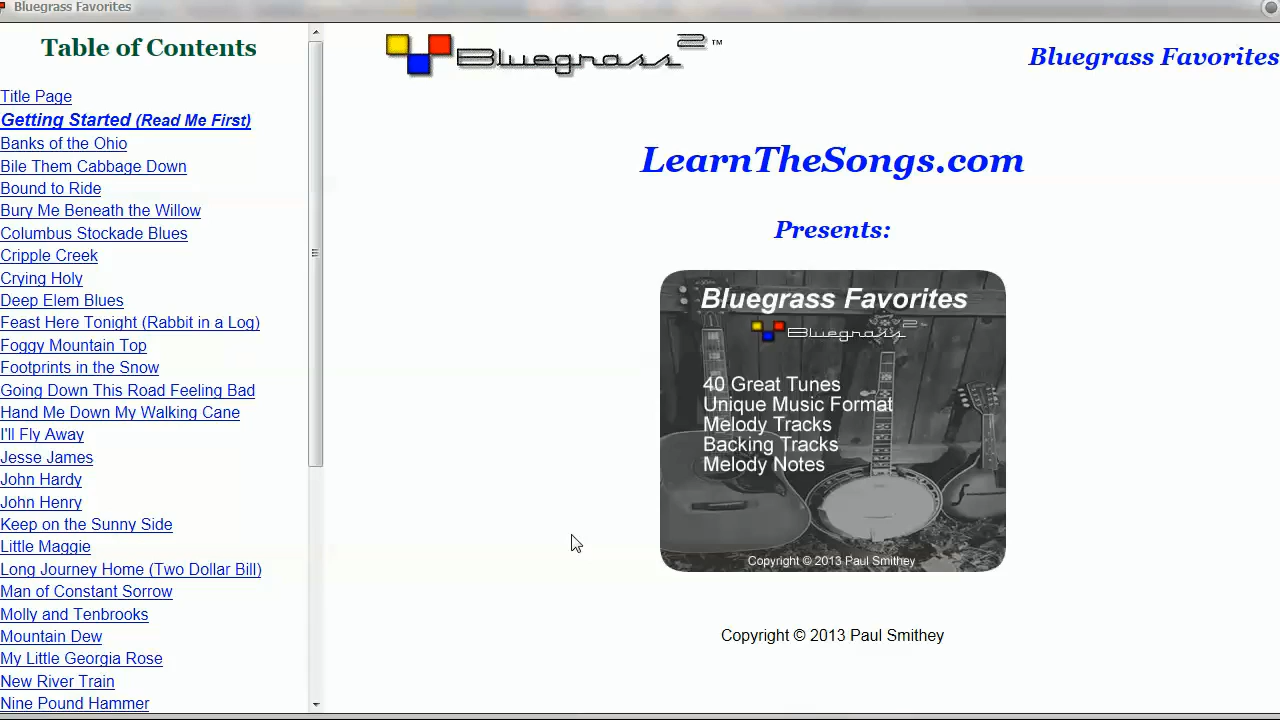 Bluegrass Favorites
Table of Contents
Title Page
Getting Started (Read Me First)
Banks of the Ohio
Bile Them Cabbage Down
Bound to Ride
Bury Me Beneath the Willow
Columbus Stockade Blues
Cripple Creek
Crying Holy
Deep Elem Blues
Feast Here Tonight (Rabbit in a Log)
Foggy Mountain Top
Footprints in the Snow
Going Down This Road Feeling Bad
Hand Me Down My Walking Cane
I'll Fly Away
Jesse James
John Hardy
John Henry
Keep on the Sunny Side
Little Maggie
Long Journey Home (Two Dollar Bill)
Man of Constant Sorrow
Molly and Tenbrooks
Mountain Dew
My Little Georgia Rose
New River Train
Nine Pound Hammer
Bluegrass2™
Bluegrass Favorites
LearnTheSongs.com
Presents:
Bluegrass Favorites
Bluegrass2
40 Great Tunes
Unique Music Format
Melody Tracks
Backing Tracks
Melody Notes
Copyright © 2013 Paul Smithey
Copyright © 2013 Paul Smithey